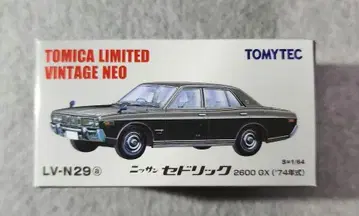 TOMICA LIMITED
VINTAGE NEO
TOMYTEC
S=1/64
LV-N29 a ニッサン セドリック 2600 GX ('74年式)